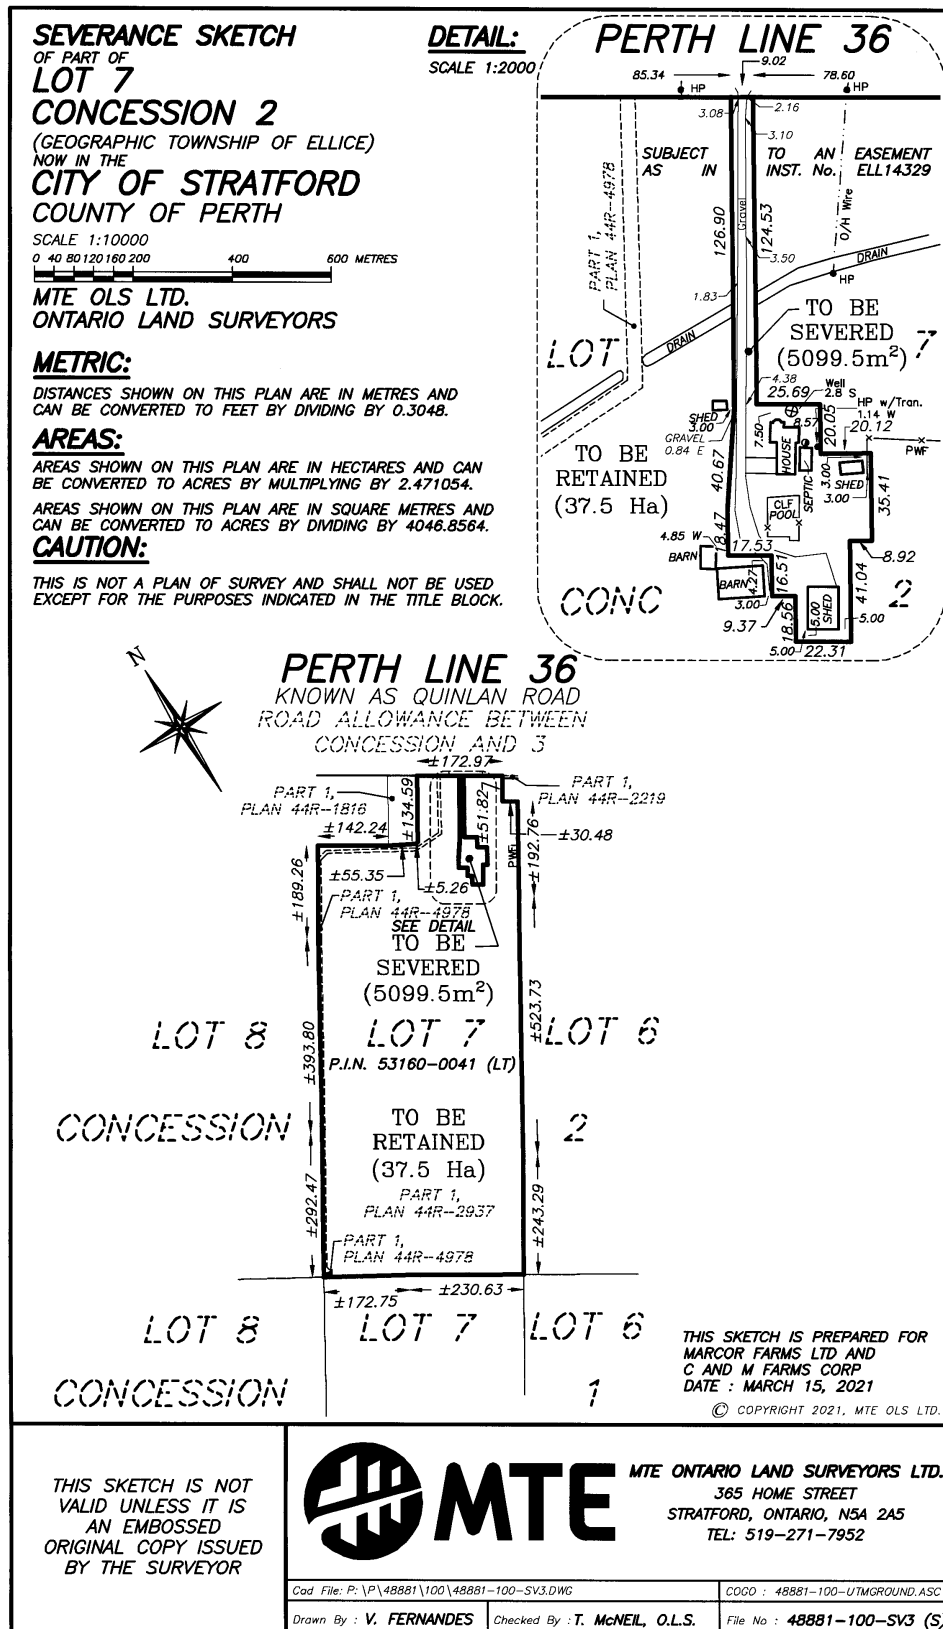 SEVERANCE SKETCH
OF PART OF
LOT 7
CONCESSION 2
(GEOGRAPHIC TOWNSHIP OF ELLICE)
NOW IN THE
CITY OF STRATFORD
COUNTY OF PERTH
SCALE 1:10000
0 40 80 120 160 200 400 600 METRES
MTE OLS LTD.
ONTARIO LAND SURVEYORS
METRIC:
DISTANCES SHOWN ON THIS PLAN ARE IN METRES AND
CAN BE CONVERTED TO FEET BY DIVIDING BY 0.3048.
AREAS:
AREAS SHOWN ON THIS PLAN ARE IN HECTARES AND CAN
BE CONVERTED TO ACRES BY MULTIPLYING BY 2.471054.
AREAS SHOWN ON THIS PLAN ARE IN SQUARE METRES AND
CAN BE CONVERTED TO ACRES BY DIVIDING BY 4046.8564.
CAUTION:
THIS IS NOT A PLAN OF SURVEY AND SHALL NOT BE USED
EXCEPT FOR THE PURPOSES INDICATED IN THE TITLE BLOCK.
DETAIL:
SCALE 1:2000
PERTH LINE 36
9.02
85.34
78.60
HP
HP
3.08
2.16
3.10
SUBJECT TO AN EASEMENT
AS IN INST. No. ELL14329
PART 1,
PLAN 44R-4978
126.90
Gravel
124.53
O/H Wire
3.50
DRAIN
HP
1.83
TO BE
SEVERED
(5099.5m²)
LOT 7
DRAIN
4.38
25.69
Well
2.8 S
HP w/Tran.
1.14 W
SHED
3.00
GRAVEL
0.84 E
7.50
8.57
20.05
20.12
PWF
HOUSE
TO BE
RETAINED
(37.5 Ha)
40.67
SEPTIC
3.00
SHED
3.00
35.41
CLF
POOL
18.47
4.85 W
BARN
17.53
8.92
BARN
4.27
16.51
3.00
41.04
CONC 2
9.37
18.56
5.00
SHED
5.00
5.00
22.31
N
PERTH LINE 36
KNOWN AS QUINLAN ROAD
ROAD ALLOWANCE BETWEEN
CONCESSION AND 3
±172.97
PART 1,
PLAN 44R-1816
±134.59
±51.82
PART 1,
PLAN 44R-2219
±142.24
±192.76
±30.48
PWF
±189.26
±55.35
±5.26
PART 1,
PLAN 44R-4978
SEE DETAIL
TO BE
SEVERED
(5099.5m²)
±523.73
±393.80
LOT 8 LOT 7 LOT 6
P.I.N. 53160-0041 (LT)
CONCESSION 2
TO BE
RETAINED
(37.5 Ha)
PART 1,
PLAN 44R-2937
±292.47
±243.29
PART 1,
PLAN 44R-4978
±172.75
±230.63
LOT 8 LOT 7 LOT 6
CONCESSION 1
THIS SKETCH IS PREPARED FOR
MARCOR FARMS LTD AND
C AND M FARMS CORP
DATE : MARCH 15, 2021
© COPYRIGHT 2021, MTE OLS LTD.
THIS SKETCH IS NOT
VALID UNLESS IT IS
AN EMBOSSED
ORIGINAL COPY ISSUED
BY THE SURVEYOR
MTE
MTE ONTARIO LAND SURVEYORS LTD.
365 HOME STREET
STRATFORD, ONTARIO, N5A 2A5
TEL: 519-271-7952
Cad File: P:\P\48881\100\48881-100-SV3.DWG
COGO : 48881-100-UTMGROUND.ASC
Drawn By : V. FERNANDES
Checked By : T. McNEIL, O.L.S.
File No : 48881-100-SV3 (S)